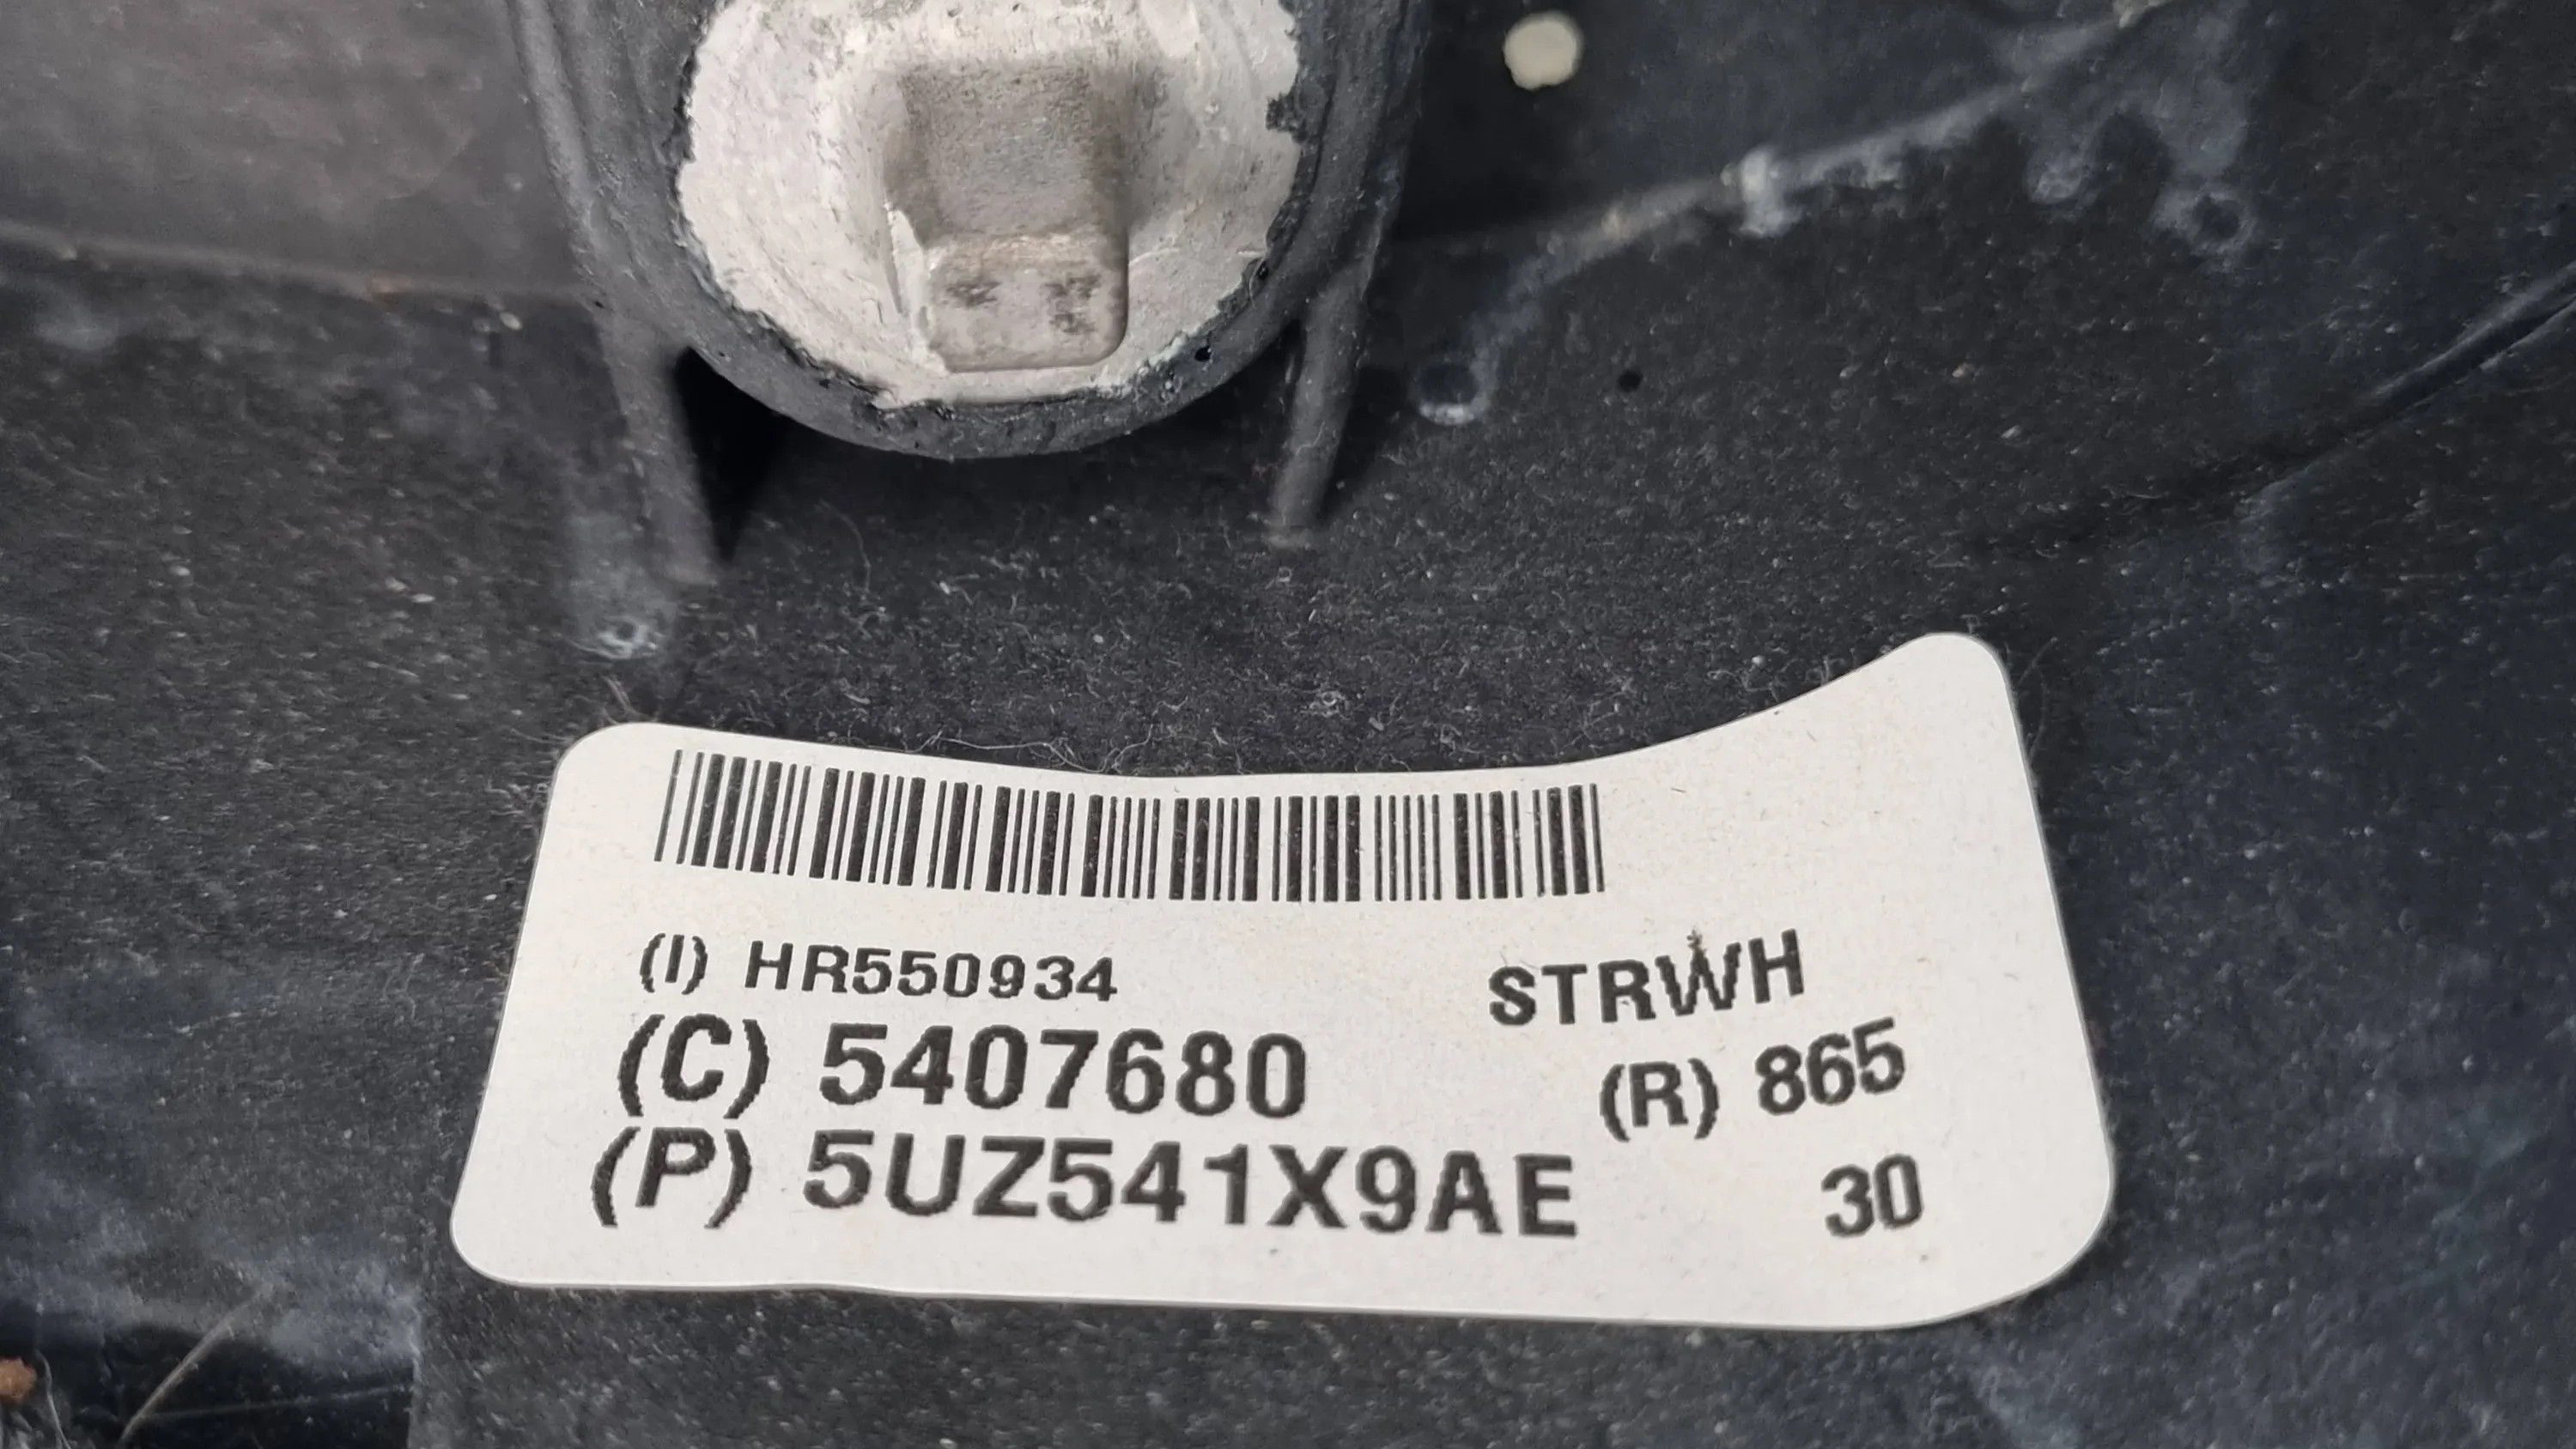 (I) HR550934 STRWH
(C) 5407680 (R) 865
(P) 5UZ541X9AE 30